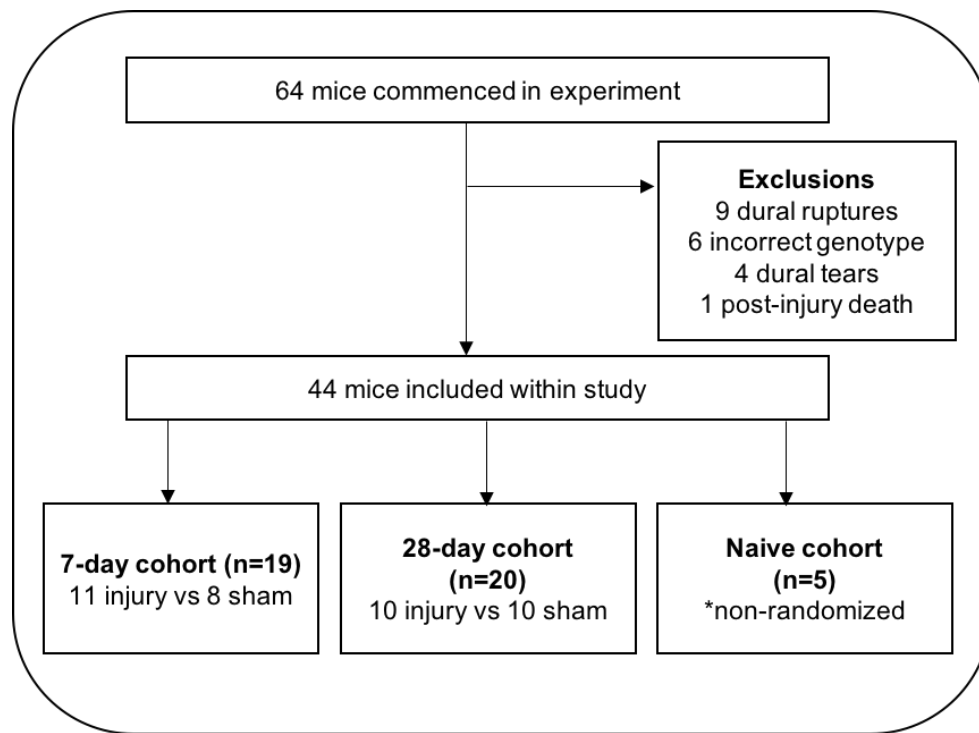 64 mice commenced in experiment
Exclusions
9 dural ruptures
6 incorrect genotype
4 dural tears
1 post-injury death
44 mice included within study
7-day cohort (n=19)
11 injury vs 8 sham
28-day cohort
(n=20)
10 injury vs 10 sham
Naive cohort
(n=5)
*non-randomized